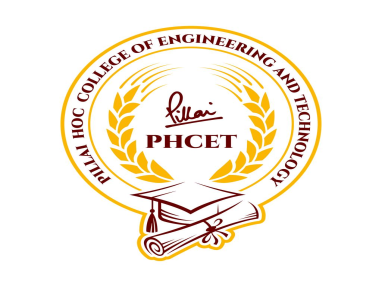 PILLAI HOC COLLEGE OF ENGINEERING AND TECHNOLOGY
Pillai
PHCET